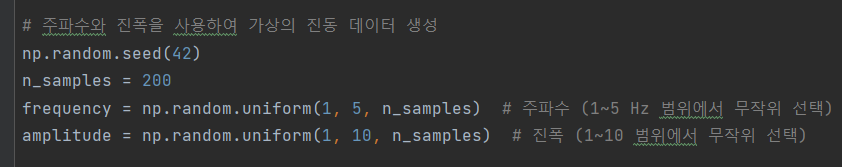 # 주파수와 진폭을 사용하여 가상의 진동 데이터 생성
np.random.seed(42)
n_samples = 200
frequency = np.random.uniform(1, 5, n_samples)  # 주파수 (1~5 Hz 범위에서 무작위 선택)
amplitude = np.random.uniform(1, 10, n_samples)  # 진폭 (1~10 범위에서 무작위 선택)